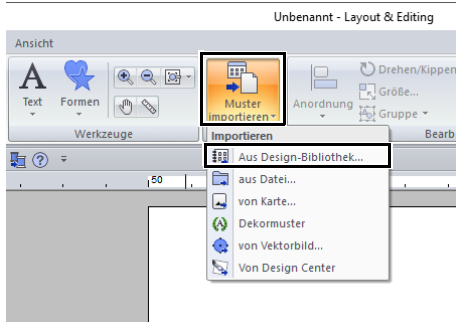 Unbenannt - Layout & Editing
Ansicht
Text
Formen
Werkzeuge
Muster
importieren
Anordnung
Drehen/Kippen
Größe...
Gruppe
Bearb
Importieren
Aus Design-Bibliothek...
aus Datei...
von Karte...
Dekormuster
von Vektorbild...
Von Design Center
50